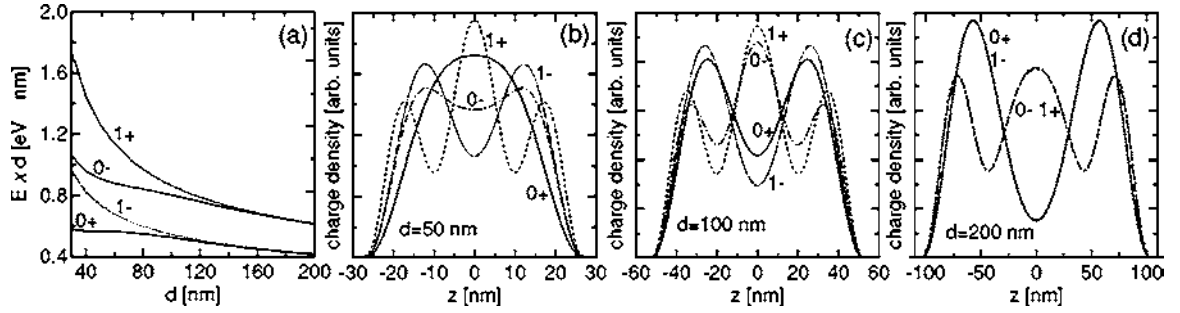 2.0
1.6
1.2
0.8
0.4
E x d [eV nm]
(a)
1+
0-
1-
0+
40 80 120 160 200
d [nm]
charge density [arb. units]
(b)
1+
1-
0-
0+
d=50 nm
-30 -20 -10 0 10 20 30
z [nm]
charge density [arb. units]
(c)
1+
0-
0+
1-
d=100 nm
-60 -40 -20 0 20 40 60
z [nm]
charge density [arb. units]
(d)
0+
1-
0- 1+
d=200 nm
-100 -50 0 50 100
z [nm]